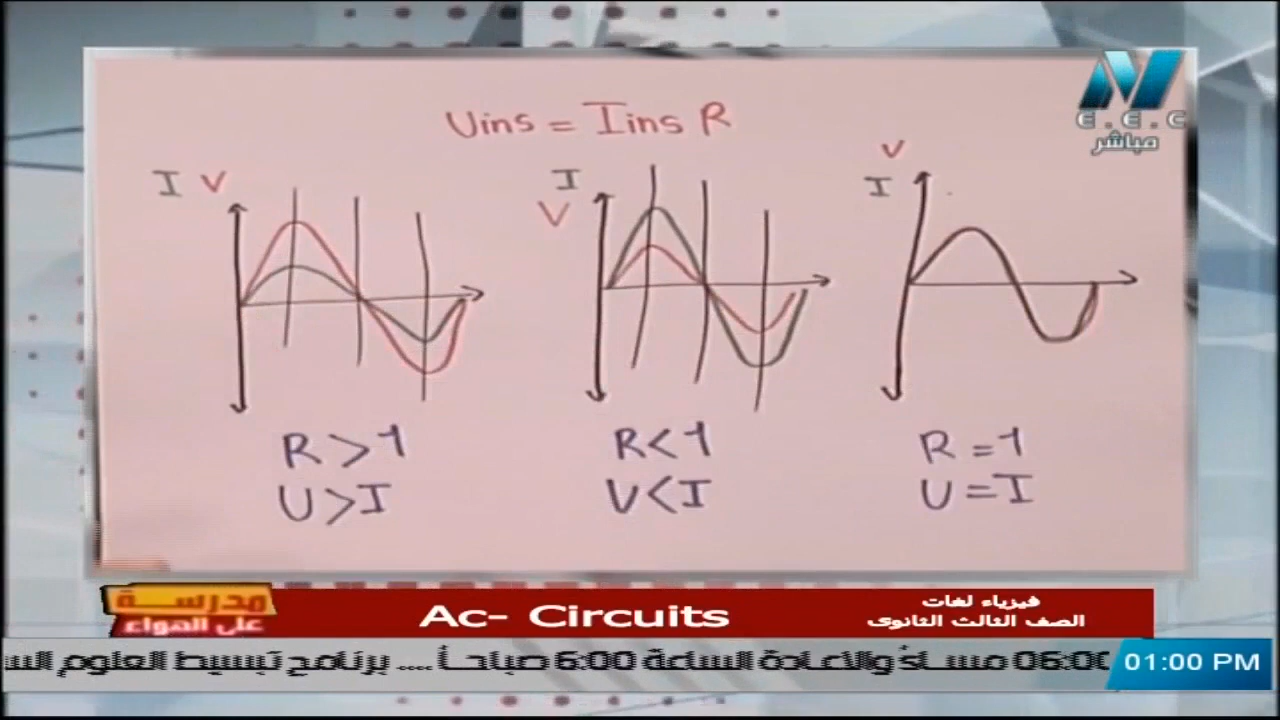 E.E.C
مباشر
Vins = Iins R
I V
I
V
V
I
R > 1
V > I
R < 1
V < I
R = 1
V = I
مدرسة
على الهواء
Ac- Circuits
فيزياء لغات
الصف الثالث الثانوى
06:00 مساءً والاعادة الساعة 6:00 صباحاً .... برنامج تبسيط العلوم
01:00 PM